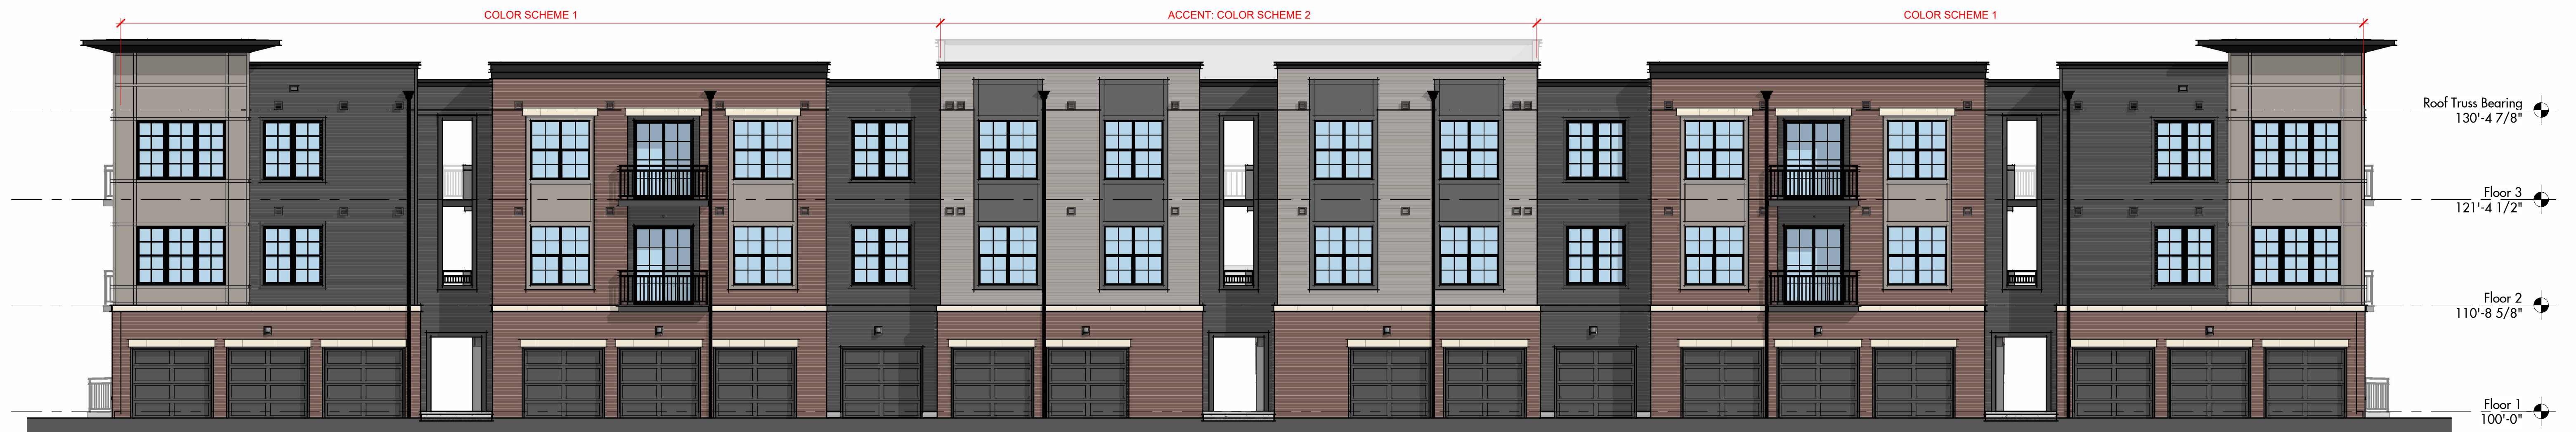 COLOR SCHEME 1
ACCENT: COLOR SCHEME 2
COLOR SCHEME 1
Roof Truss Bearing
130'-4 7/8"
Floor 3
121'-4 1/2"
Floor 2
110'-8 5/8"
Floor 1
100'-0"